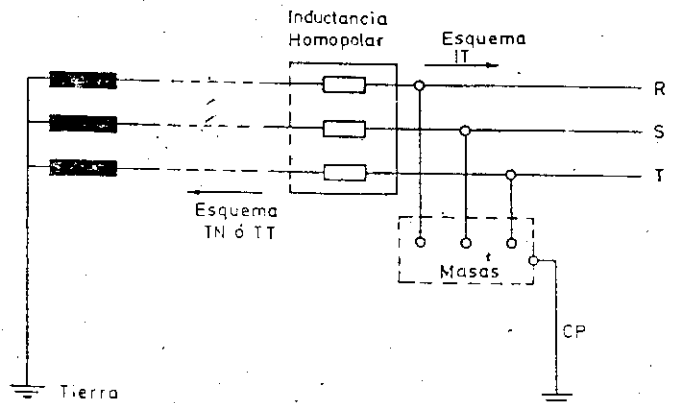 Inductancia
Homopolar
Esquema
IT
R
S
T
Esquema
TN ó TT
Masas
CP
Tierra